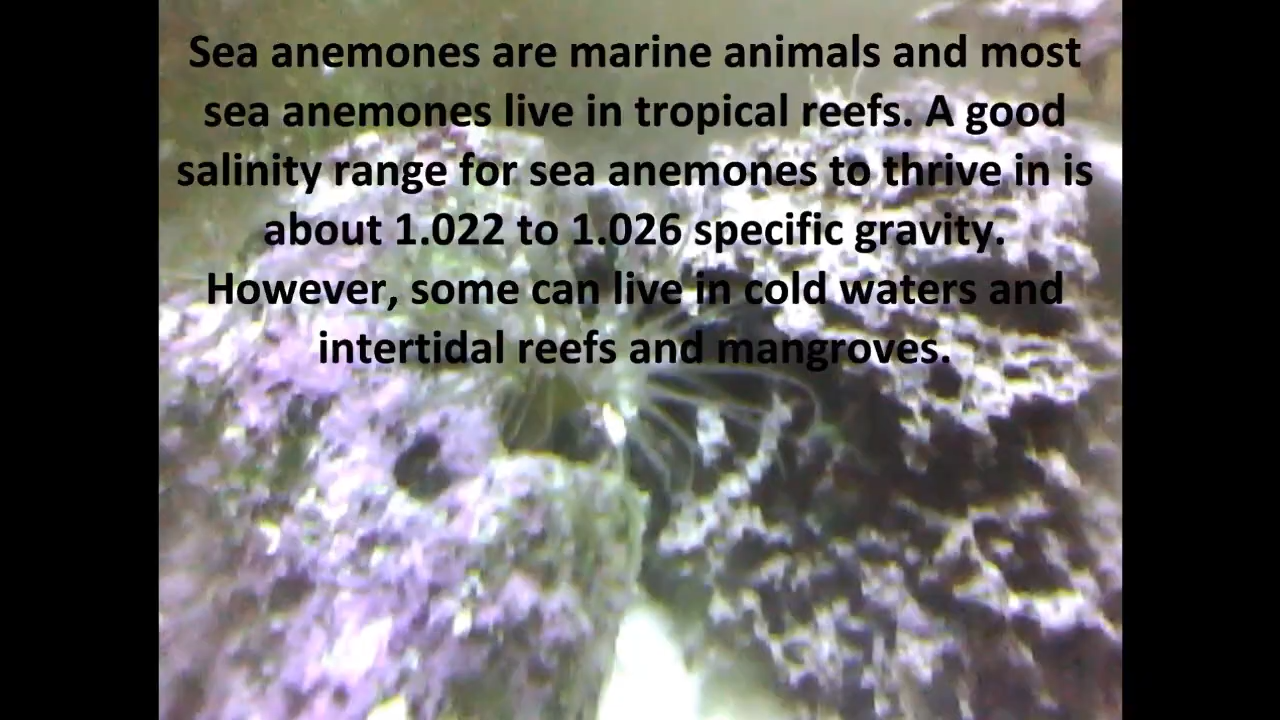 Sea anemones are marine animals and most
sea anemones live in tropical reefs. A good
salinity range for sea anemones to thrive in is
about 1.022 to 1.026 specific gravity.
However, some can live in cold waters and
intertidal reefs and mangroves.